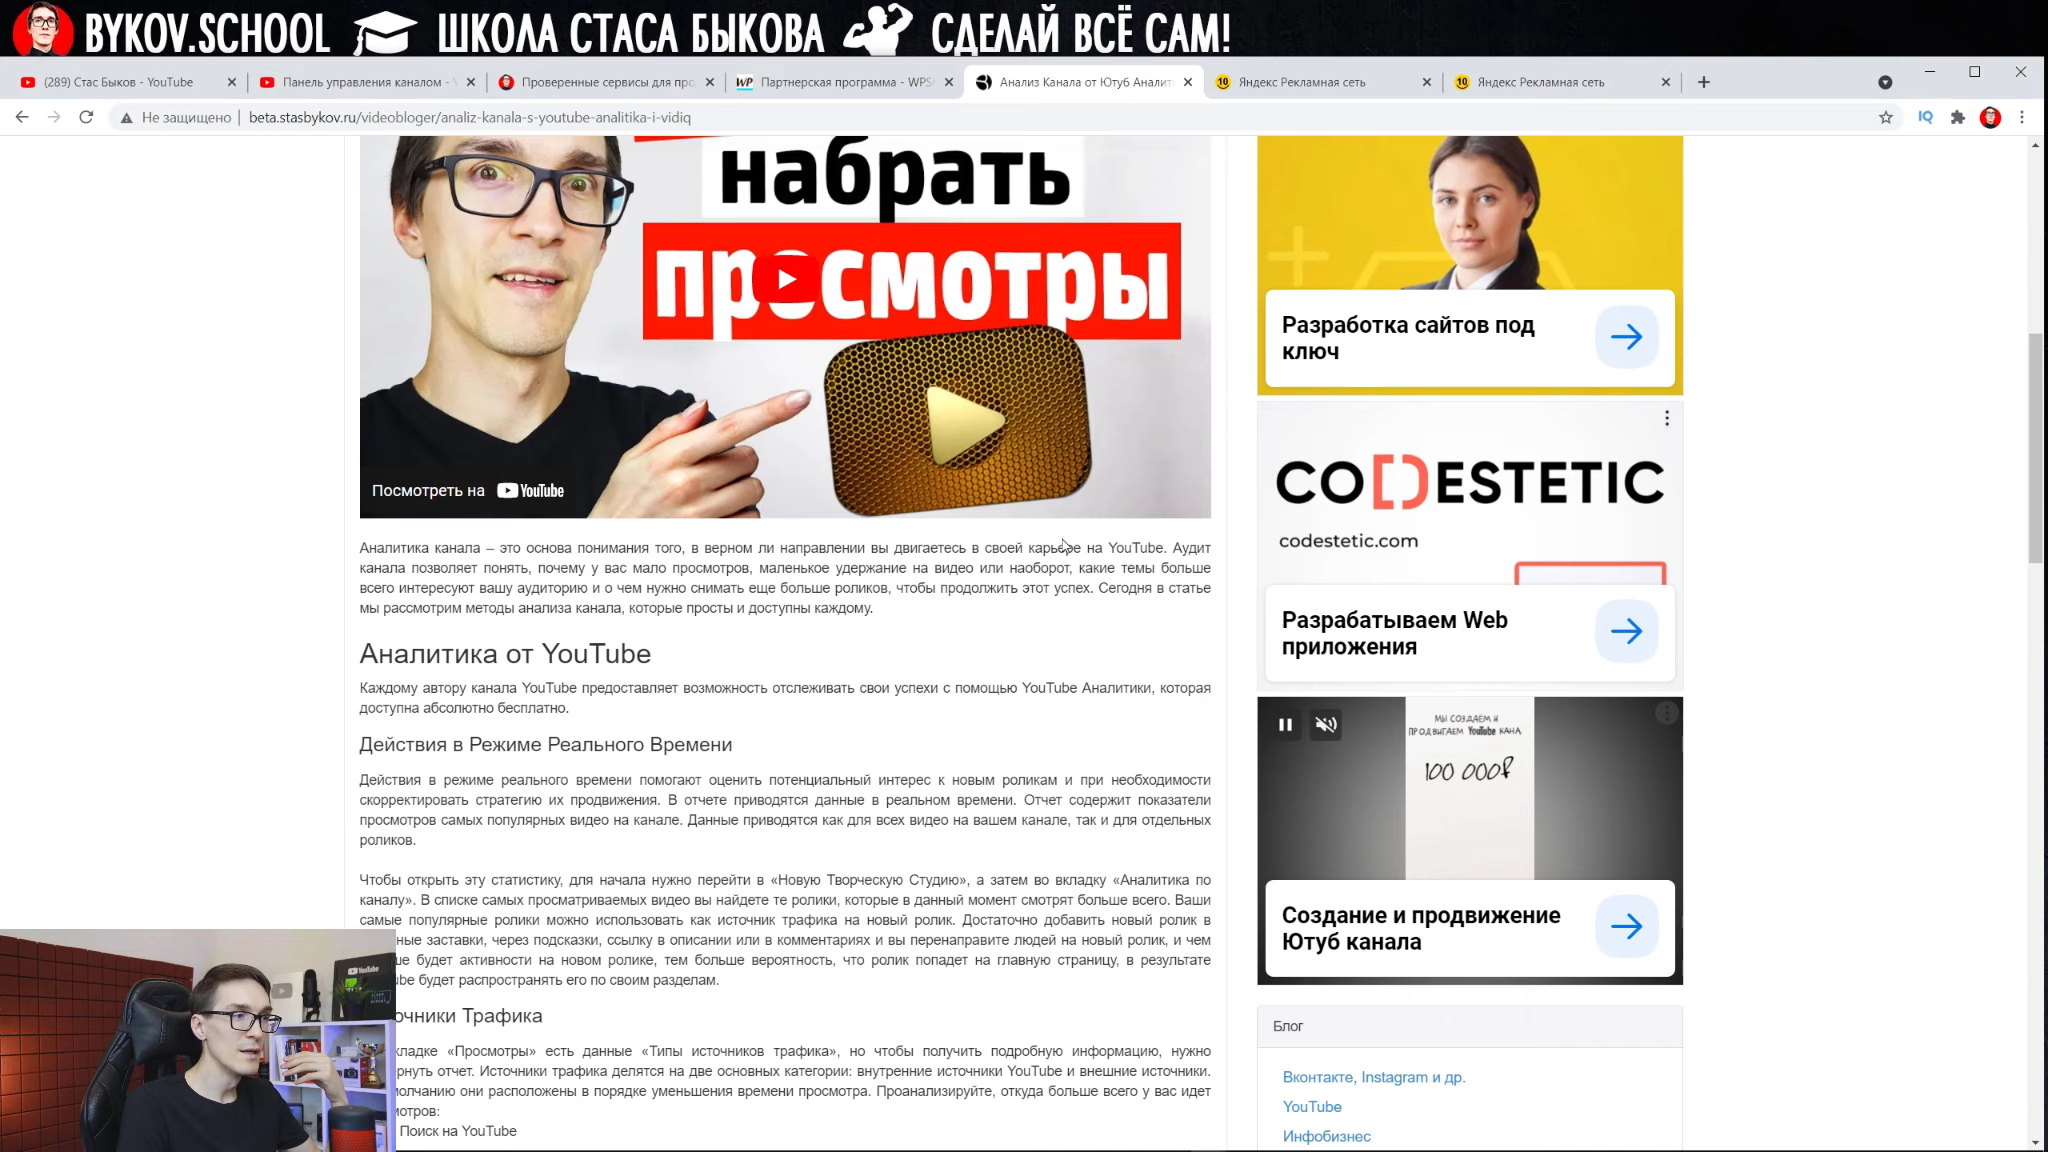 BYKOV.SCHOOL ШКОЛА СТАСА БЫКОВА СДЕЛАЙ ВСЁ САМ!
(289) Стас Быков - YouTube
Панель управления каналом -
Проверенные сервисы для про
WP Партнерская программа - WPSH
Анализ Канала от Ютуб Аналит
10 Яндекс Рекламная сеть
10 Яндекс Рекламная сеть
Не защищено | beta.stasbykov.ru/videobloger/analiz-kanala-s-youtube-analitika-i-vidiq
IQ
набрать
просмотры
Посмотреть на YouTube
Аналитика канала – это основа понимания того, в верном ли направлении вы двигаетесь в своей карьере на YouTube. Аудит
канала позволяет понять, почему у вас мало просмотров, маленькое удержание на видео или наоборот, какие темы больше
всего интересуют вашу аудиторию и о чем нужно снимать еще больше роликов, чтобы продолжить этот успех. Сегодня в статье
мы рассмотрим методы анализа канала, которые просты и доступны каждому.
Аналитика от YouTube
Каждому автору канала YouTube предоставляет возможность отслеживать свои успехи с помощью YouTube Аналитики, которая
доступна абсолютно бесплатно.
Действия в Режиме Реального Времени
Действия в режиме реального времени помогают оценить потенциальный интерес к новым роликам и при необходимости
скорректировать стратегию их продвижения. В отчете приводятся данные в реальном времени. Отчет содержит показатели
просмотров самых популярных видео на канале. Данные приводятся как для всех видео на вашем канале, так и для отдельных
роликов.
Чтобы открыть эту статистику, для начала нужно перейти в «Новую Творческую Студию», а затем во вкладку «Аналитика по
каналу». В списке самых просматриваемых видео вы найдете те ролики, которые в данный момент смотрят больше всего. Ваши
самые популярные ролики можно использовать как источник трафика на новый ролик. Достаточно добавить новый ролик в
ные заставки, через подсказки, ссылку в описании или в комментариях и вы перенаправите людей на новый ролик, и чем
ше будет активности на новом ролике, тем больше вероятность, что ролик попадет на главную страницу, в результате
ube будет распространять его по своим разделам.
очники Трафика
кладке «Просмотры» есть данные «Типы источников трафика», но чтобы получить подробную информацию, нужно
рнуть отчет. Источники трафика делятся на две основных категории: внутренние источники YouTube и внешние источники.
молчанию они расположены в порядке уменьшения времени просмотра. Проанализируйте, откуда больше всего у вас идет
мотров:
Поиск на YouTube
Разработка сайтов под
ключ
CODESTETIC
codestetic.com
Разрабатываем Web
приложения
МЫ СОЗДАЕМ И
ПРОДВИГАЕМ YouTube КАНА
100 000₽
Создание и продвижение
Ютуб канала
Блог
Вконтакте, Instagram и др.
YouTube
Инфобизнес
YouTube